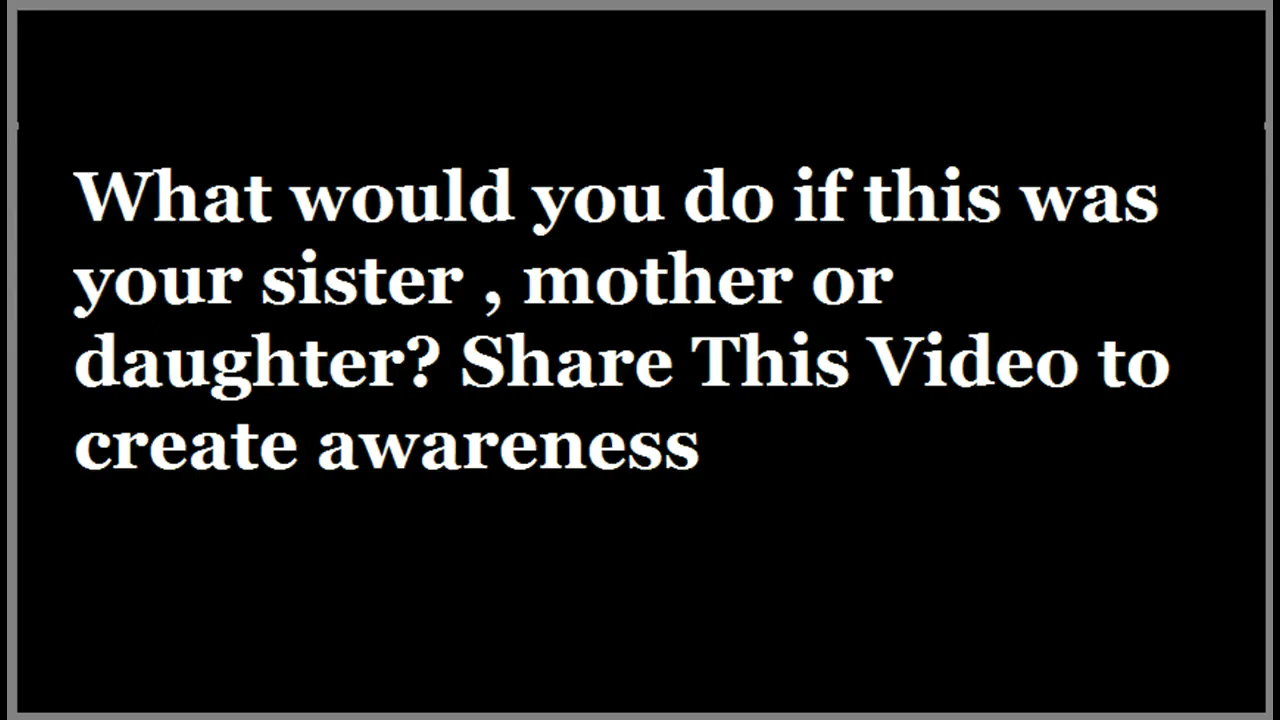 What would you do if this was
your sister , mother or
daughter? Share This Video to
create awareness